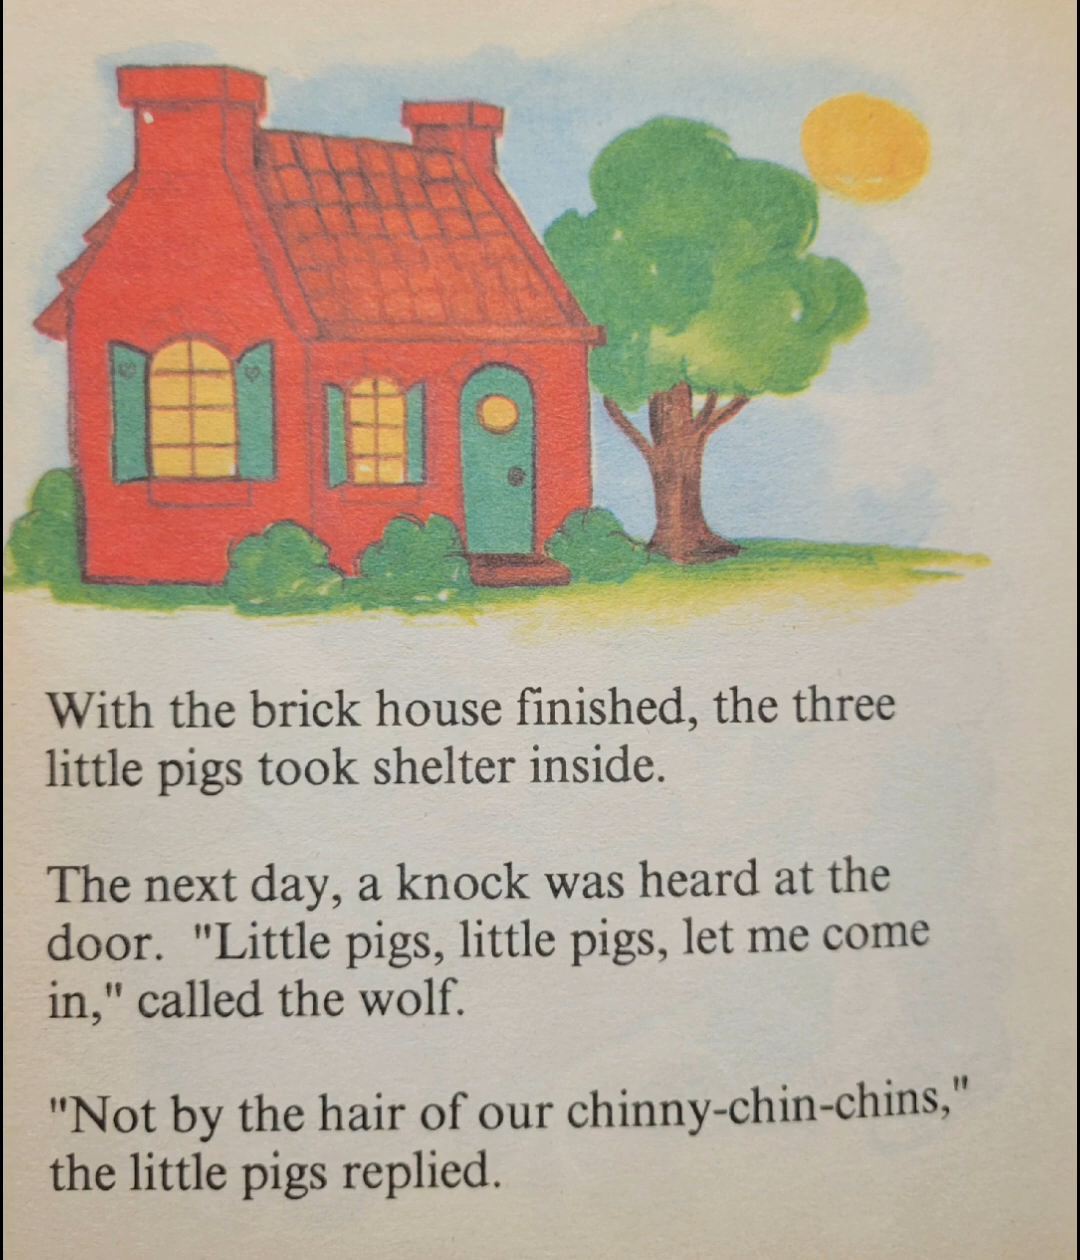 With the brick house finished, the three
little pigs took shelter inside.
The next day, a knock was heard at the
door.  "Little pigs, little pigs, let me come
in," called the wolf.
"Not by the hair of our chinny-chin-chins,"
the little pigs replied.